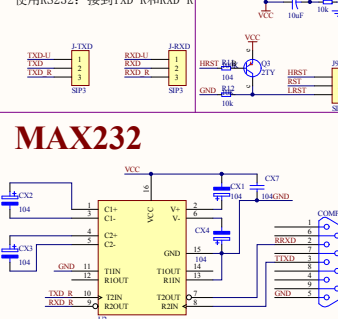 使用RS232: 接到TXD_R和RXD_R
VCC
10uF
10k
J-TXD
TXD-U 1
TXD 2
TXD_R 3
SIP3
J-RXD
RXD-U 1
RXD 2
RXD_R 3
SIP3
VCC
HRST
104
Q3
2TY
GND R12
10k
HRST
RST
LRST
MAX232
VCC
CX2
104
CX3
104
1 C1+
3 C1-
4 C2+
5 C2-
GND 11 T1IN
12 R1OUT
TXD_R 10 T2IN
RXD_R 9 R2OUT
16
VCC
V+ 2
V- 6
GND 15
T1OUT 14
R1IN 13
T2OUT 7
R2IN 8
CX1
104
CX7
104GND
CX4
104
COM
1
6
RRXD 2
7
TTXD 3
8
4
9
GND 5